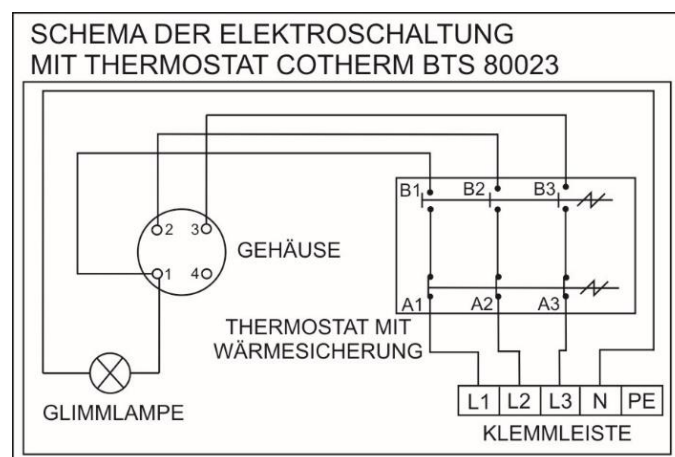 SCHEMA DER ELEKTROSCHALTUNG
MIT THERMOSTAT COTHERM BTS 80023
B1 B2 B3
2 3
GEHÄUSE
1 4
A1 A2 A3
THERMOSTAT MIT
WÄRMESICHERUNG
L1 L2 L3 N PE
GLIMMLAMPE
KLEMMLEISTE